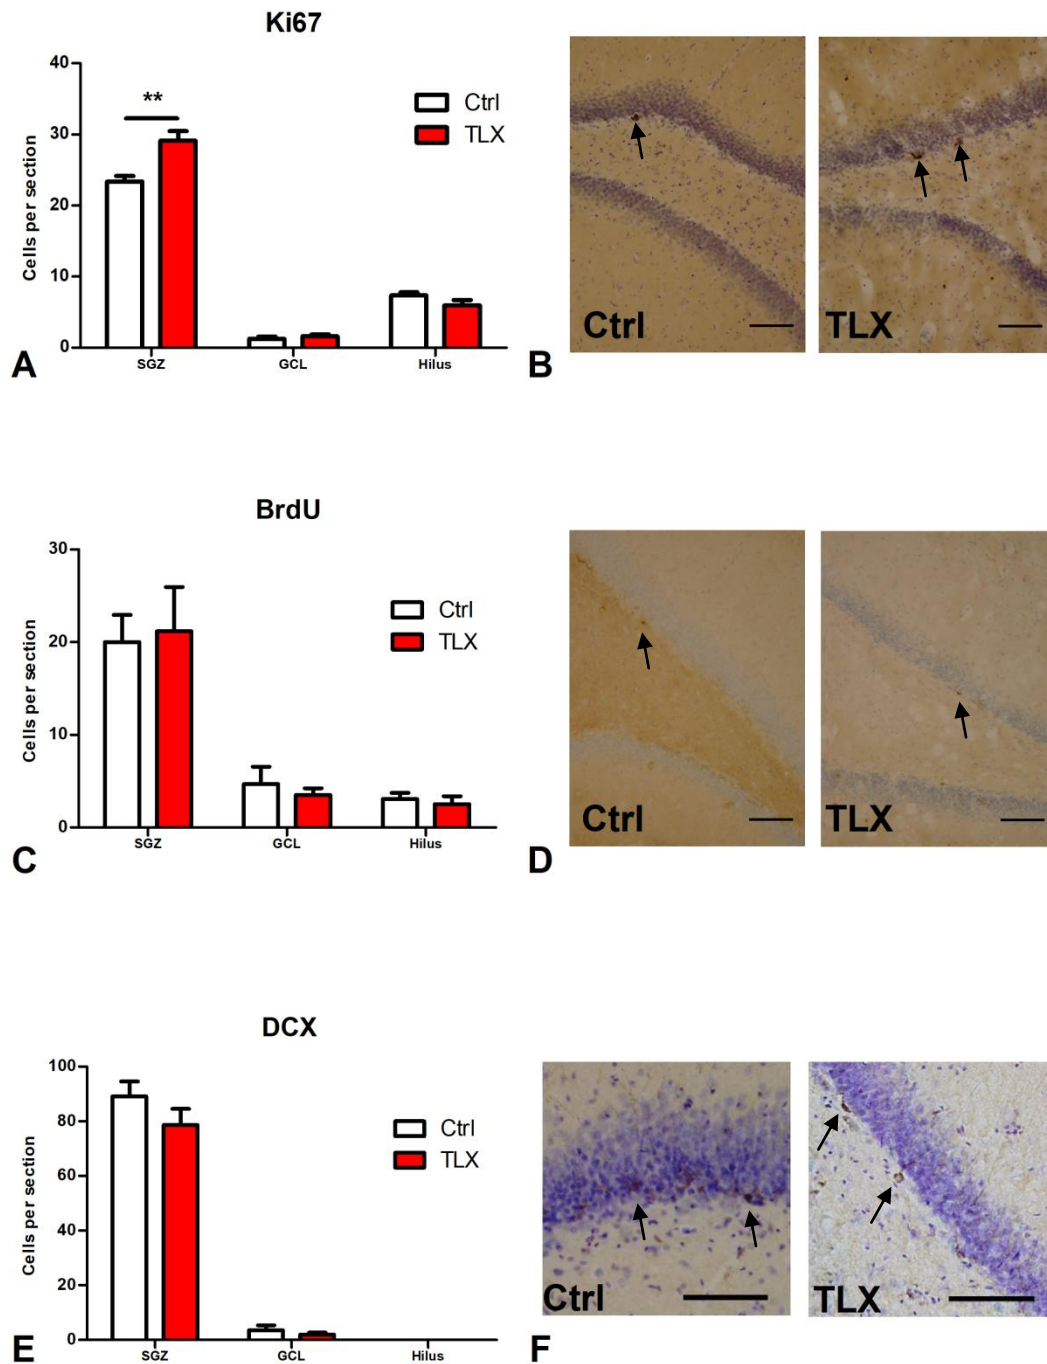 Ki67
40
30
20
10
0
Cells per section
**
Ctrl
TLX
SGZ GCL Hilus
A
Ctrl
TLX
B
BrdU
30
20
10
0
Cells per section
Ctrl
TLX
SGZ GCL Hilus
C
Ctrl
TLX
D
DCX
100
80
60
40
20
0
Cells per section
Ctrl
TLX
SGZ GCL Hilus
E
Ctrl
TLX
F